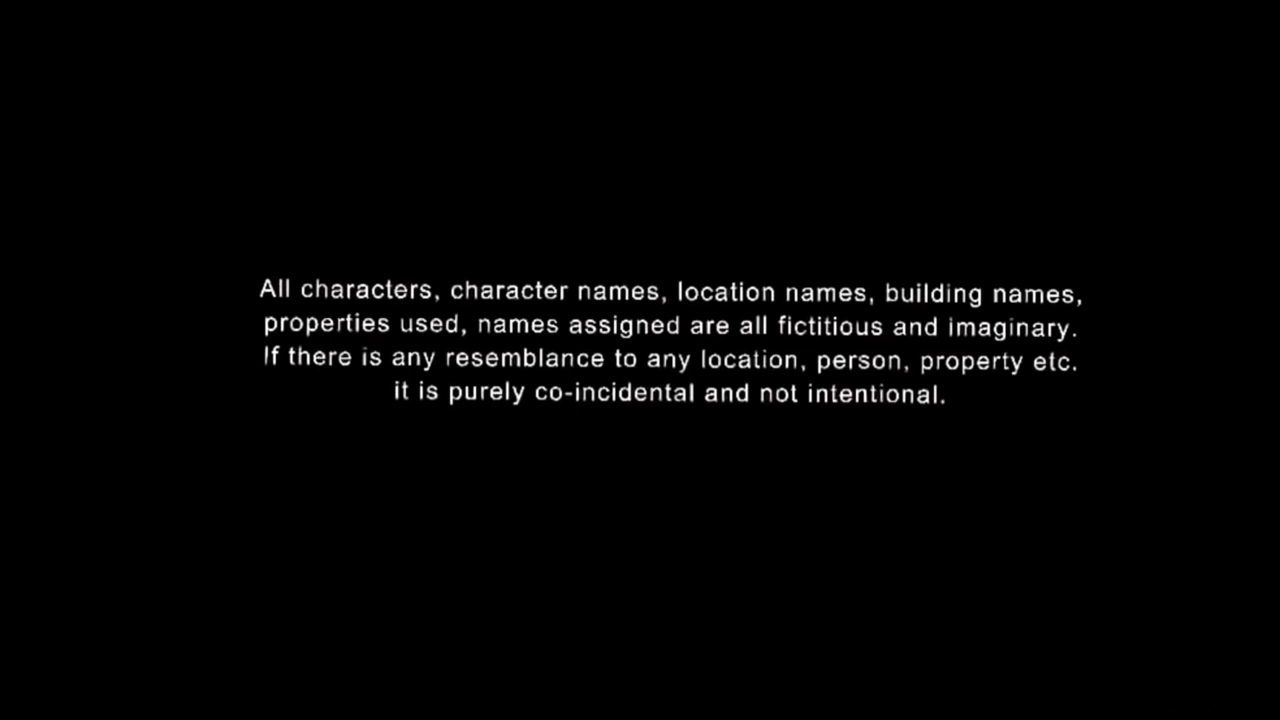 All characters, character names, location names, building names,
properties used, names assigned are all fictitious and imaginary.
If there is any resemblance to any location, person, property etc.
it is purely co-incidental and not intentional.